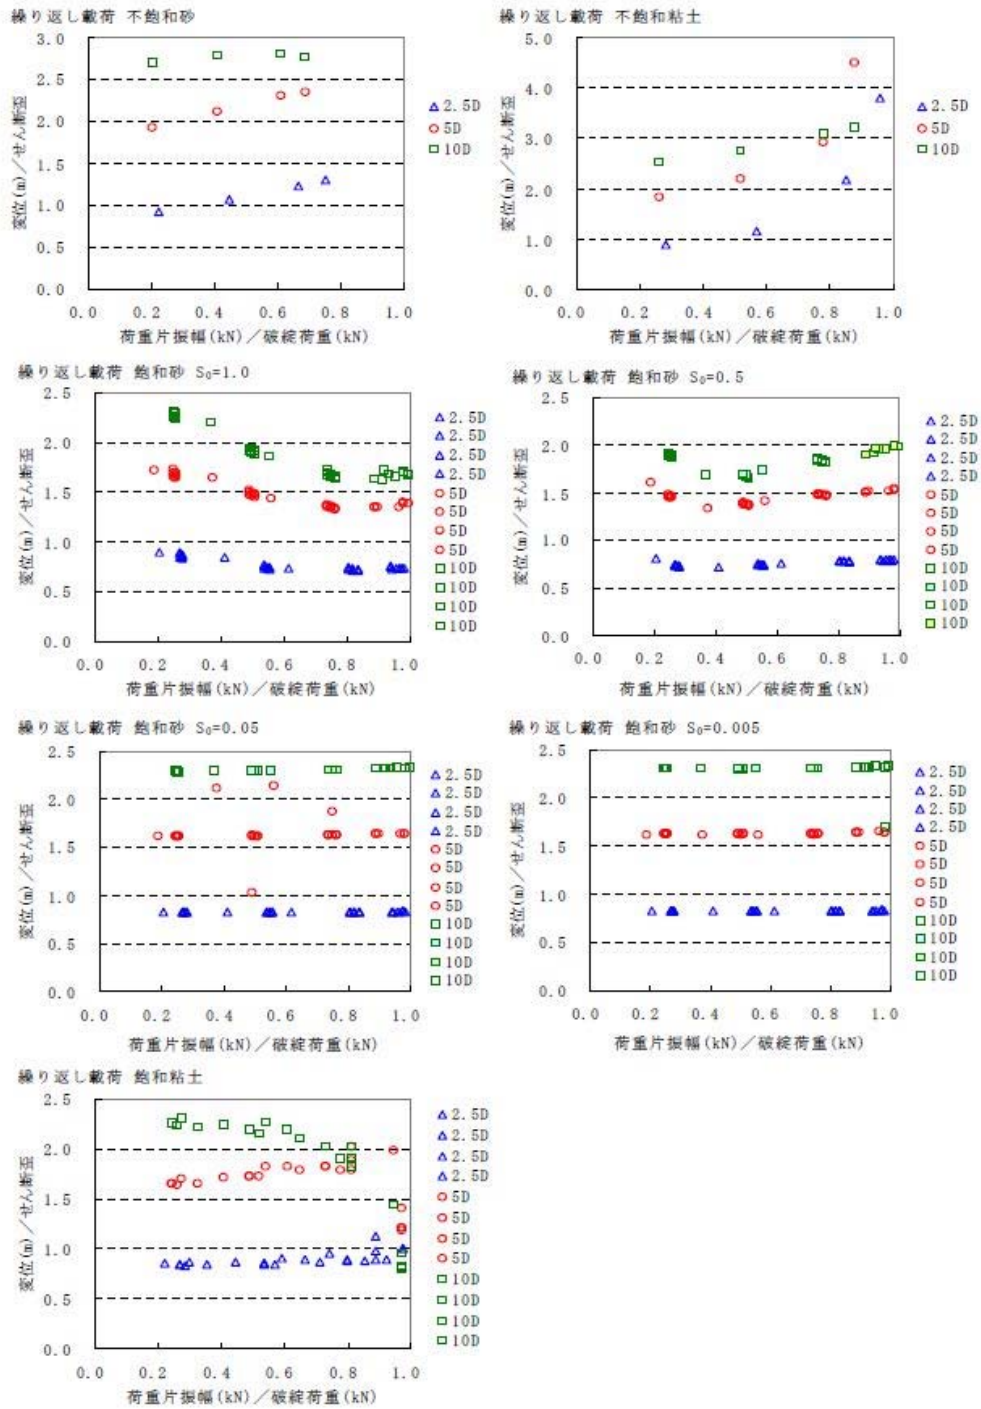 繰り返し載荷 不飽和砂
3.0
2.5
2.0
1.5
1.0
0.5
0.0
変位(m)／せん断歪
0.0 0.2 0.4 0.6 0.8 1.0
荷重片振幅(kN)／破綻荷重(kN)
2.5D
5D
10D
繰り返し載荷 不飽和粘土
5.0
4.0
3.0
2.0
1.0
0.0
変位(m)／せん断歪
0.0 0.2 0.4 0.6 0.8 1.0
荷重片振幅(kN)／破綻荷重(kN)
2.5D
5D
10D
繰り返し載荷 飽和砂 S₀=1.0
2.5
2.0
1.5
1.0
0.5
0.0
変位(m)／せん断歪
0.0 0.2 0.4 0.6 0.8 1.0
荷重片振幅(kN)／破綻荷重(kN)
2.5D
2.5D
2.5D
2.5D
5D
5D
5D
5D
10D
10D
10D
10D
繰り返し載荷 飽和砂 S₀=0.5
2.5
2.0
1.5
1.0
0.5
0.0
変位(m)／せん断歪
0.0 0.2 0.4 0.6 0.8 1.0
荷重片振幅(kN)／破綻荷重(kN)
2.5D
2.5D
2.5D
2.5D
5D
5D
5D
5D
10D
10D
10D
10D
繰り返し載荷 飽和砂 S₀=0.05
2.5
2.0
1.5
1.0
0.5
0.0
変位(m)／せん断歪
0.0 0.2 0.4 0.6 0.8 1.0
荷重片振幅(kN)／破綻荷重(kN)
2.5D
2.5D
2.5D
2.5D
5D
5D
5D
5D
10D
10D
10D
10D
繰り返し載荷 飽和砂 S₀=0.005
2.5
2.0
1.5
1.0
0.5
0.0
変位(m)／せん断歪
0.0 0.2 0.4 0.6 0.8 1.0
荷重片振幅(kN)／破綻荷重(kN)
2.5D
2.5D
2.5D
2.5D
5D
5D
5D
5D
10D
10D
10D
10D
繰り返し載荷 飽和粘土
2.5
2.0
1.5
1.0
0.5
0.0
変位(m)／せん断歪
0.0 0.2 0.4 0.6 0.8 1.0
荷重片振幅(kN)／破綻荷重(kN)
2.5D
2.5D
2.5D
2.5D
5D
5D
5D
5D
10D
10D
10D
10D